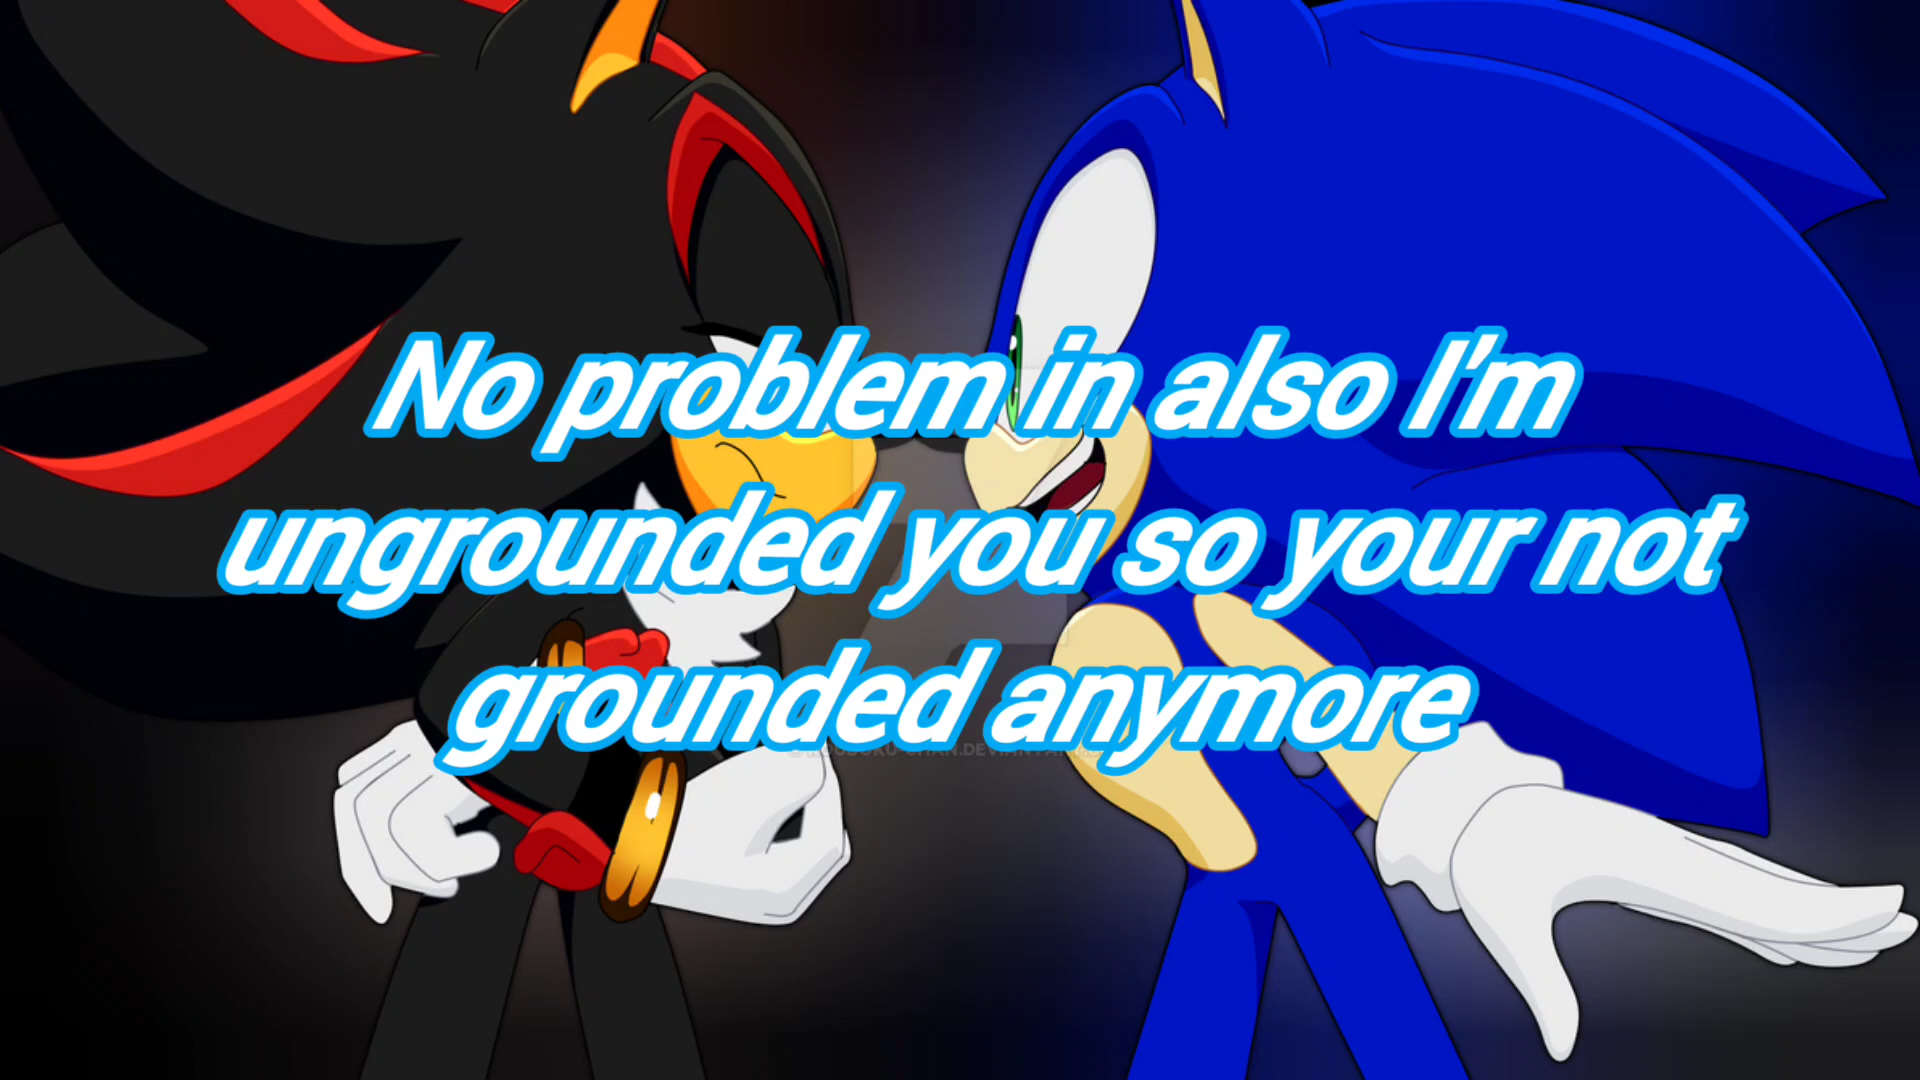 No problem in also I'm
ungrounded you so your not
grounded anymore